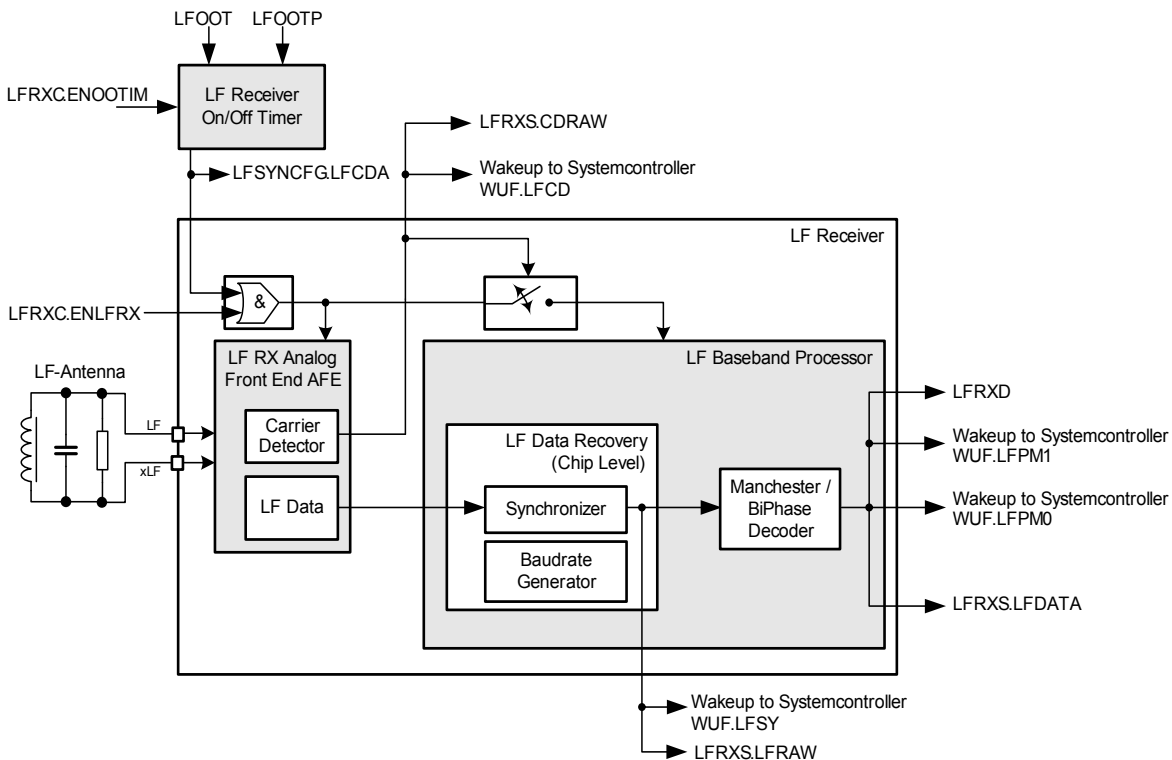 LFOOT
LFOOTP
LFRXC.ENOOTIM
LF Receiver
On/Off Timer
LFRXS.CDRAW
LFSYNCFG.LFCDA
Wakeup to Systemcontroller
WUF.LFCD
LF Receiver
&
LFRXC.ENLFRX
LF RX Analog
Front End AFE
LF Baseband Processor
LF-Antenna
LF
xLF
Carrier
Detector
LF Data
LF Data Recovery
(Chip Level)
Synchronizer
Baudrate
Generator
Manchester /
BiPhase
Decoder
LFRXD
Wakeup to Systemcontroller
WUF.LFPM1
Wakeup to Systemcontroller
WUF.LFPM0
LFRXS.LFDATA
Wakeup to Systemcontroller
WUF.LFSY
LFRXS.LFRAW